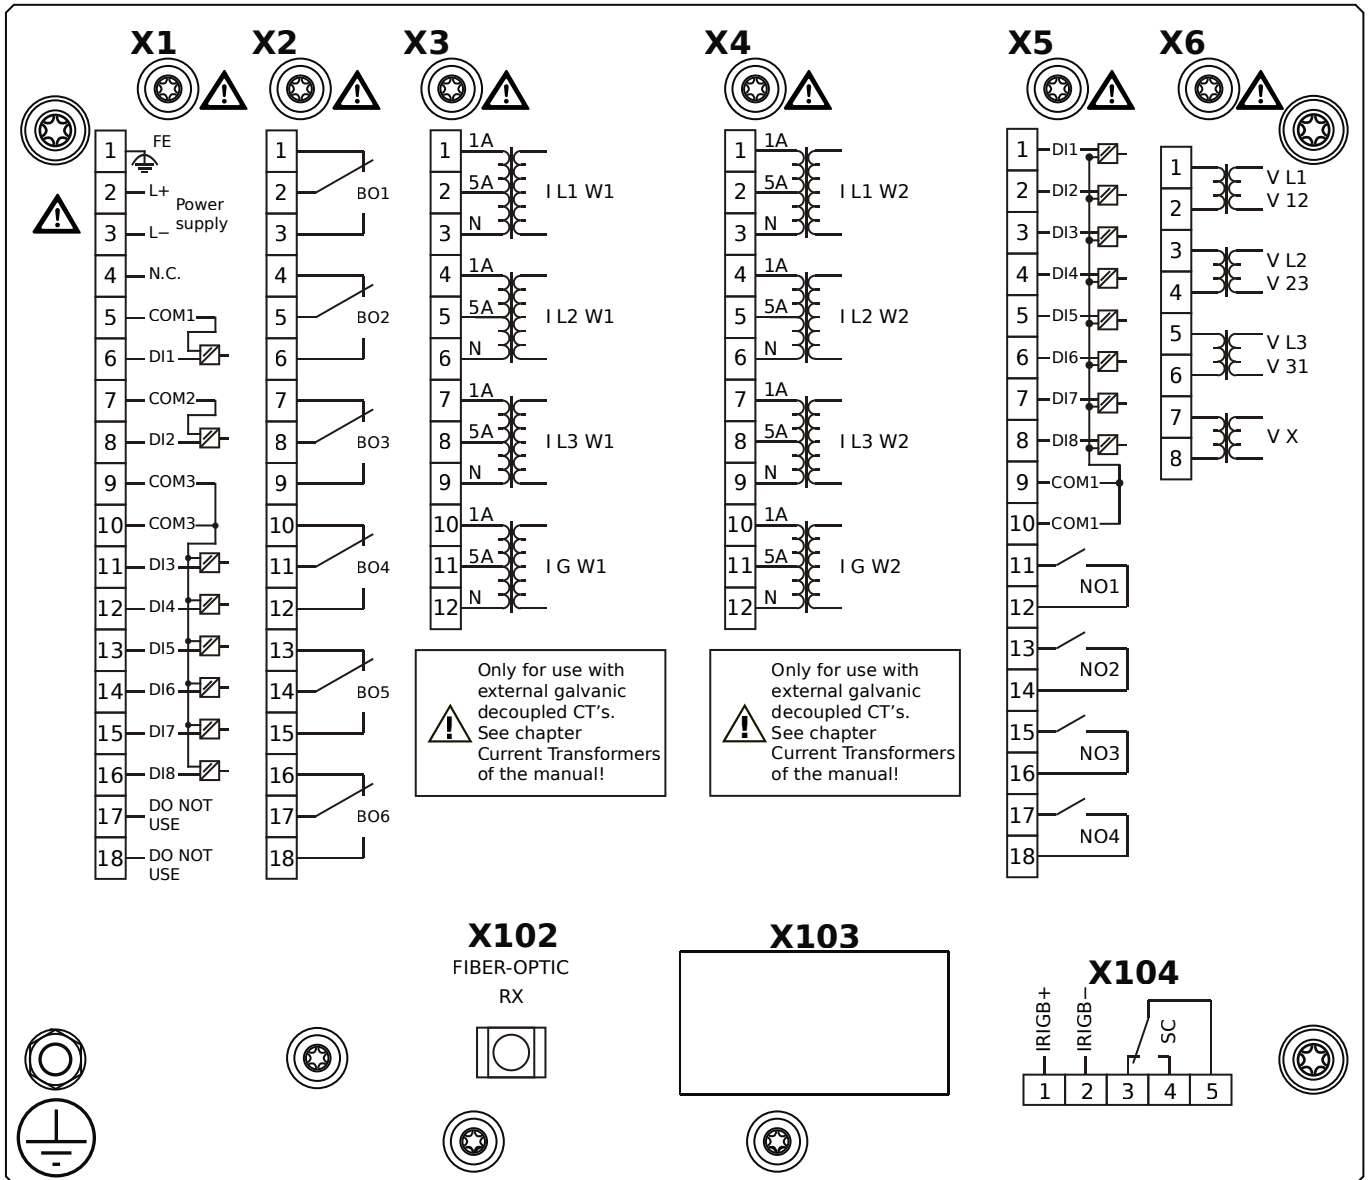 X1
X2
X3
X4
X5
X6
1 FE
2 L+
Power
supply
3 L−
4 N.C.
5 COM1
6 DI1
7 COM2
8 DI2
9 COM3
10 COM3
11 DI3
12 DI4
13 DI5
14 DI6
15 DI7
16 DI8
17 DO NOT
USE
18 DO NOT
USE
1
2 BO1
3
4
5 BO2
6
7
8 BO3
9
10
11 BO4
12
13
14 BO5
15
16
17 BO6
18
1 1A
2 5A I L1 W1
3 N
4 1A
5 5A I L2 W1
6 N
7 1A
8 5A I L3 W1
9 N
10 1A
11 5A I G W1
12 N
Only for use with
external galvanic
decoupled CT's.
See chapter
Current Transformers
of the manual!
1 1A
2 5A I L1 W2
3 N
4 1A
5 5A I L2 W2
6 N
7 1A
8 5A I L3 W2
9 N
10 1A
11 5A I G W2
12 N
Only for use with
external galvanic
decoupled CT's.
See chapter
Current Transformers
of the manual!
1 DI1
2 DI2
3 DI3
4 DI4
5 DI5
6 DI6
7 DI7
8 DI8
9 COM1
10 COM1
11
NO1
12
13
NO2
14
15
NO3
16
17
NO4
18
1 V L1
2 V 12
3 V L2
4 V 23
5 V L3
6 V 31
7
V X
8
X102
FIBER-OPTIC
RX
X103
X104
IRIGB+
IRIGB−
SC
1 2 3 4 5